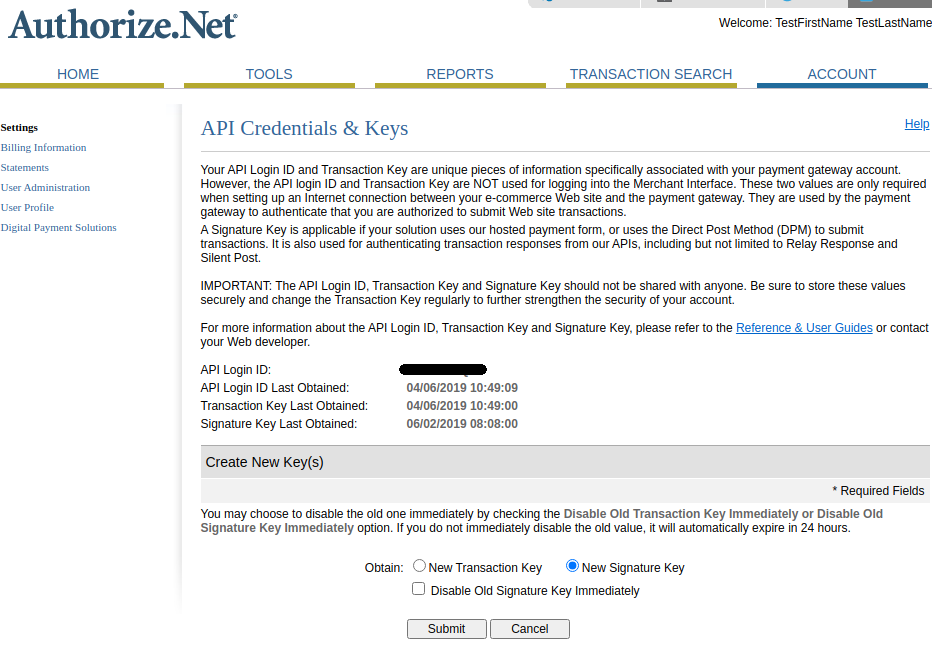 Authorize.Net
Welcome: TestFirstName TestLastName
HOME
TOOLS
REPORTS
TRANSACTION SEARCH
ACCOUNT
Settings
Billing Information
Statements
User Administration
User Profile
Digital Payment Solutions
API Credentials & Keys
Help
Your API Login ID and Transaction Key are unique pieces of information specifically associated with your payment gateway account.
However, the API login ID and Transaction Key are NOT used for logging into the Merchant Interface. These two values are only required
when setting up an Internet connection between your e-commerce Web site and the payment gateway. They are used by the payment
gateway to authenticate that you are authorized to submit Web site transactions.
A Signature Key is applicable if your solution uses our hosted payment form, or uses the Direct Post Method (DPM) to submit
transactions. It is also used for authenticating transaction responses from our APIs, including but not limited to Relay Response and
Silent Post.
IMPORTANT: The API Login ID, Transaction Key and Signature Key should not be shared with anyone. Be sure to store these values
securely and change the Transaction Key regularly to further strengthen the security of your account.
For more information about the API Login ID, Transaction Key and Signature Key, please refer to the Reference & User Guides or contact
your Web developer.
API Login ID:
API Login ID Last Obtained: 04/06/2019 10:49:09
Transaction Key Last Obtained: 04/06/2019 10:49:00
Signature Key Last Obtained: 06/02/2019 08:08:00
Create New Key(s)
* Required Fields
You may choose to disable the old one immediately by checking the Disable Old Transaction Key Immediately or Disable Old
Signature Key Immediately option. If you do not immediately disable the old value, it will automatically expire in 24 hours.
Obtain: New Transaction Key New Signature Key
Disable Old Signature Key Immediately
Submit Cancel